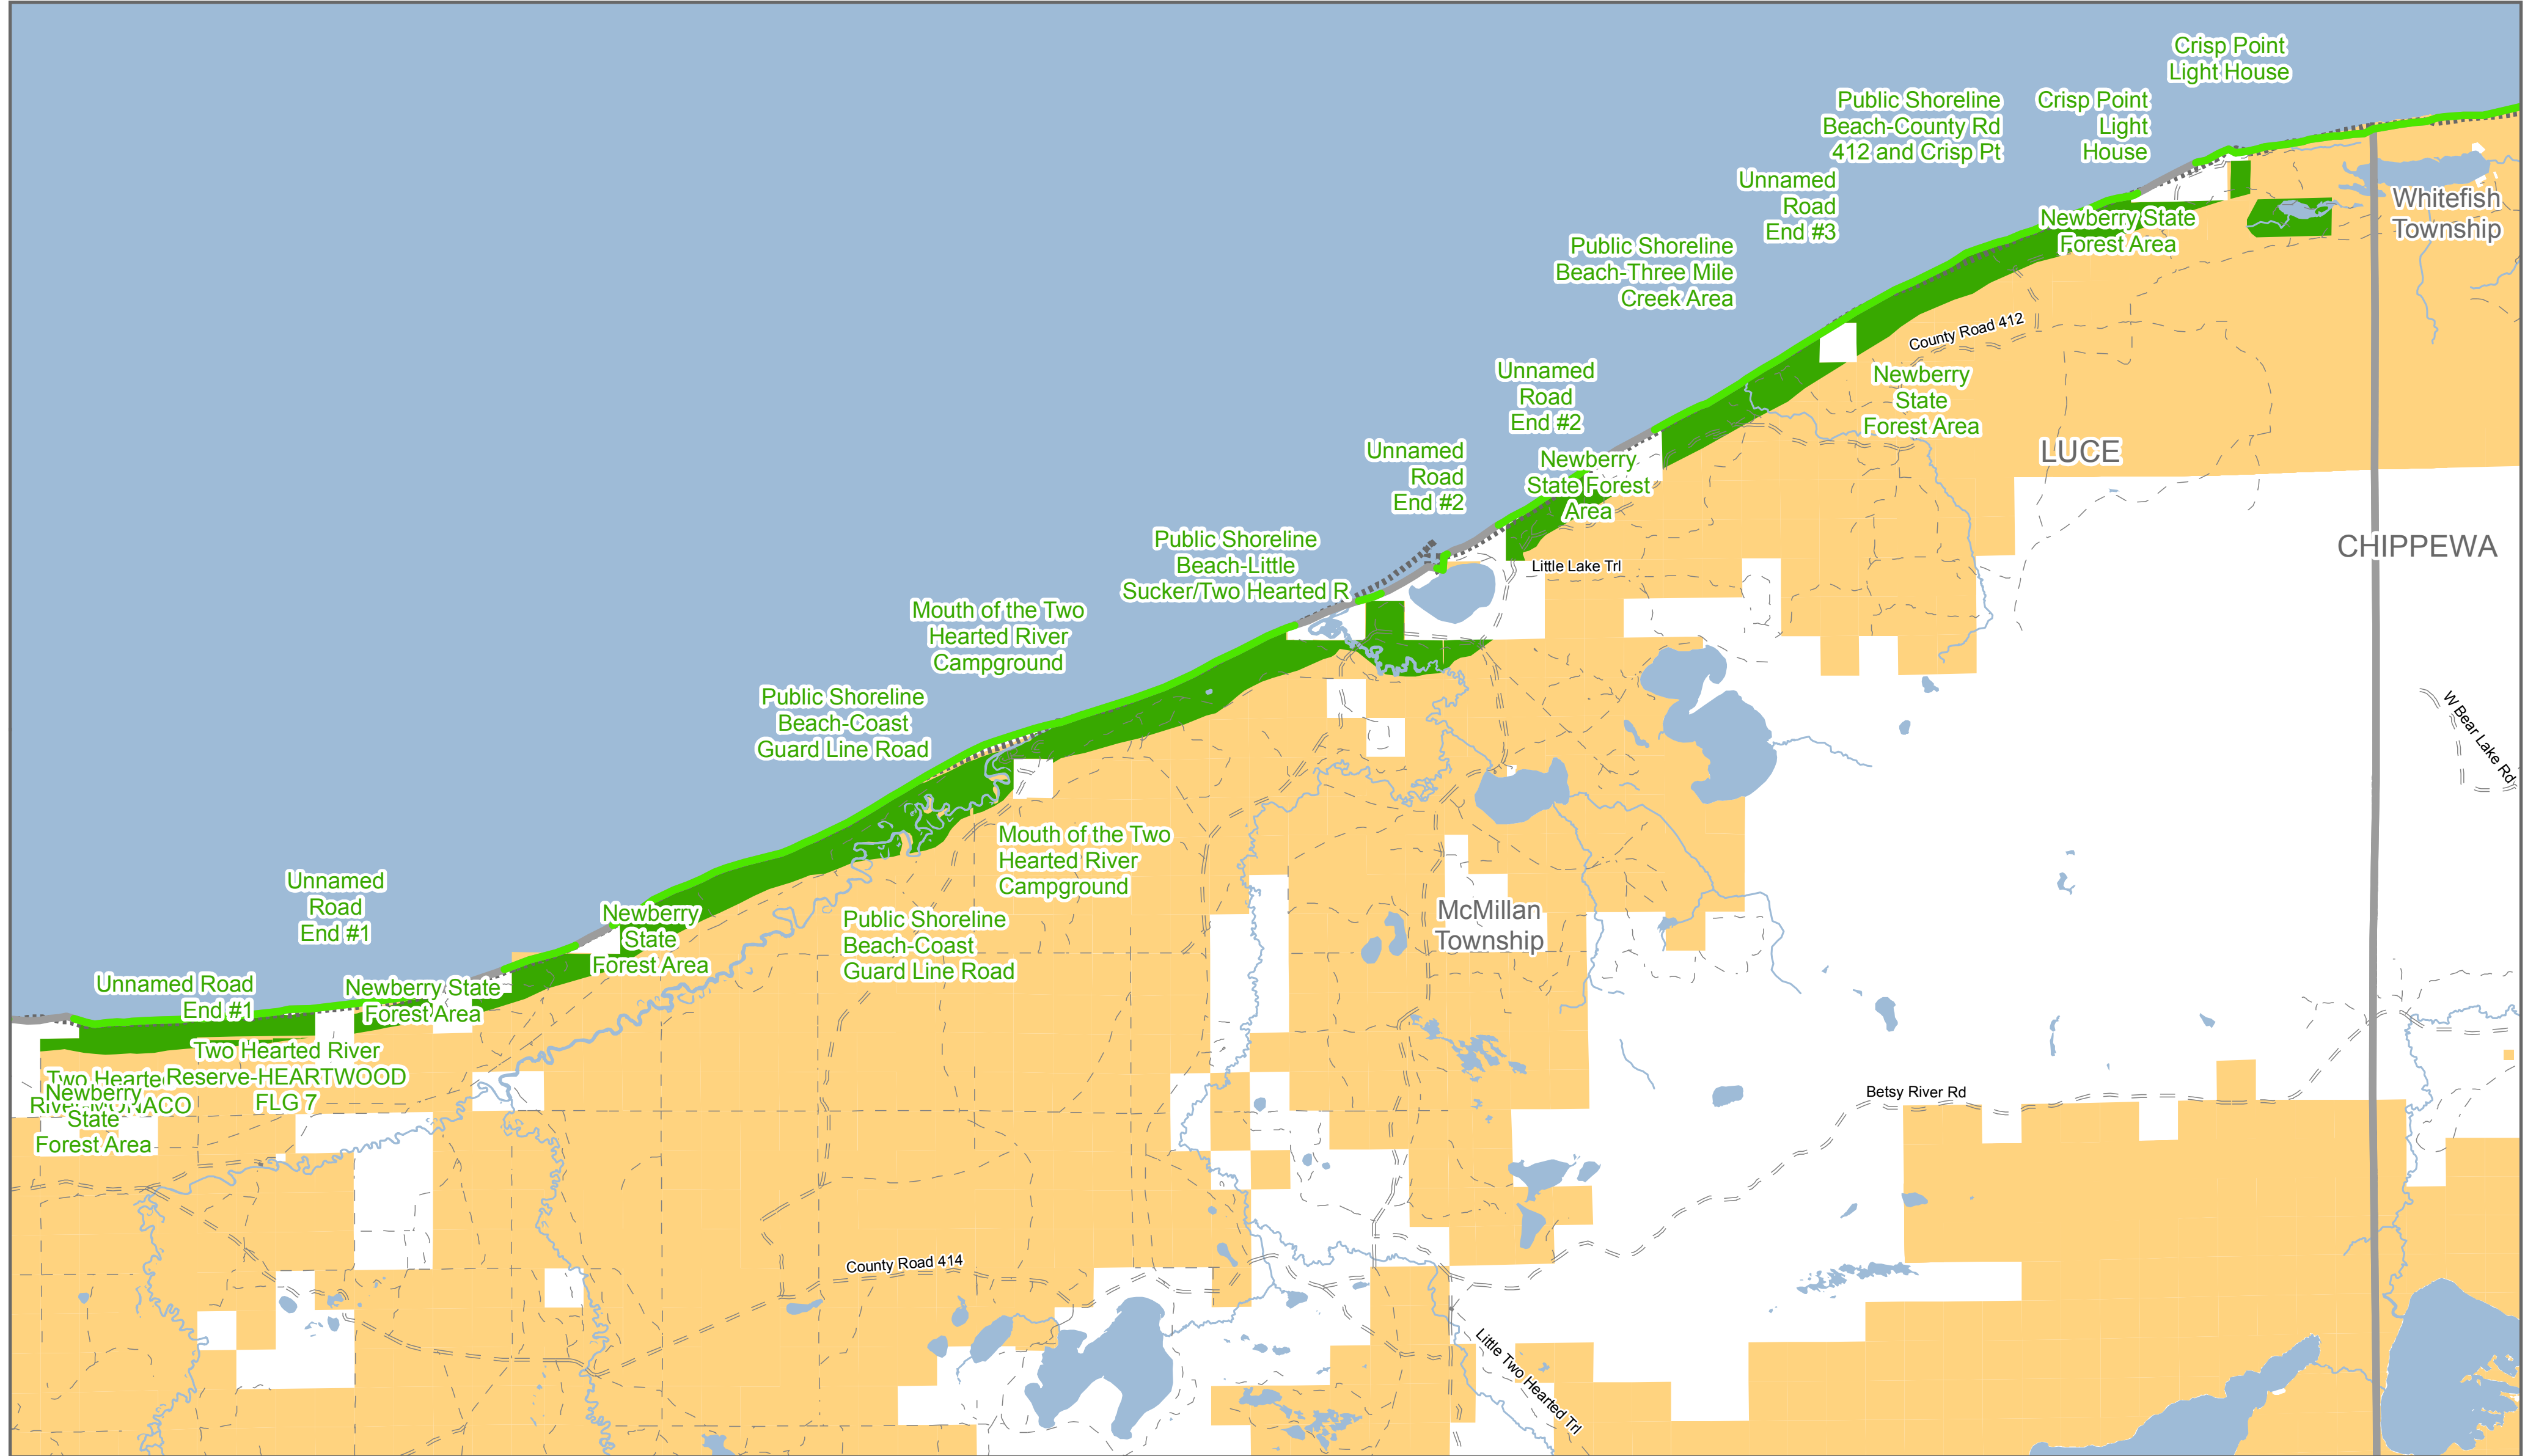 Crisp Point
Light House
Public Shoreline
Beach-County Rd
412 and Crisp Pt
Crisp Point
Light
House
Unnamed
Road
End #3
Whitefish
Township
Newberry State
Forest Area
Public Shoreline
Beach-Three Mile
Creek Area
County Road 412
Unnamed
Road
End #2
Newberry
State
Forest Area
LUCE
Unnamed
Road
End #2
Newberry
State Forest
Area
CHIPPEWA
Public Shoreline
Beach-Little
Sucker/Two Hearted R
Little Lake Trl
Mouth of the Two
Hearted River
Campground
Public Shoreline
Beach-Coast
Guard Line Road
W Bear Lake Rd
Mouth of the Two
Hearted River
Campground
Unnamed
Road
End #1
McMillan
Township
Newberry
State
Forest Area
Public Shoreline
Beach-Coast
Guard Line Road
Unnamed Road
End #1
Newberry State
Forest Area
Two Hearted River
Reserve-HEARTWOOD
FLG 7
Two Hearted
River-MONACO
Newberry
State
Forest Area
Betsy River Rd
County Road 414
Little Two Hearted Trl